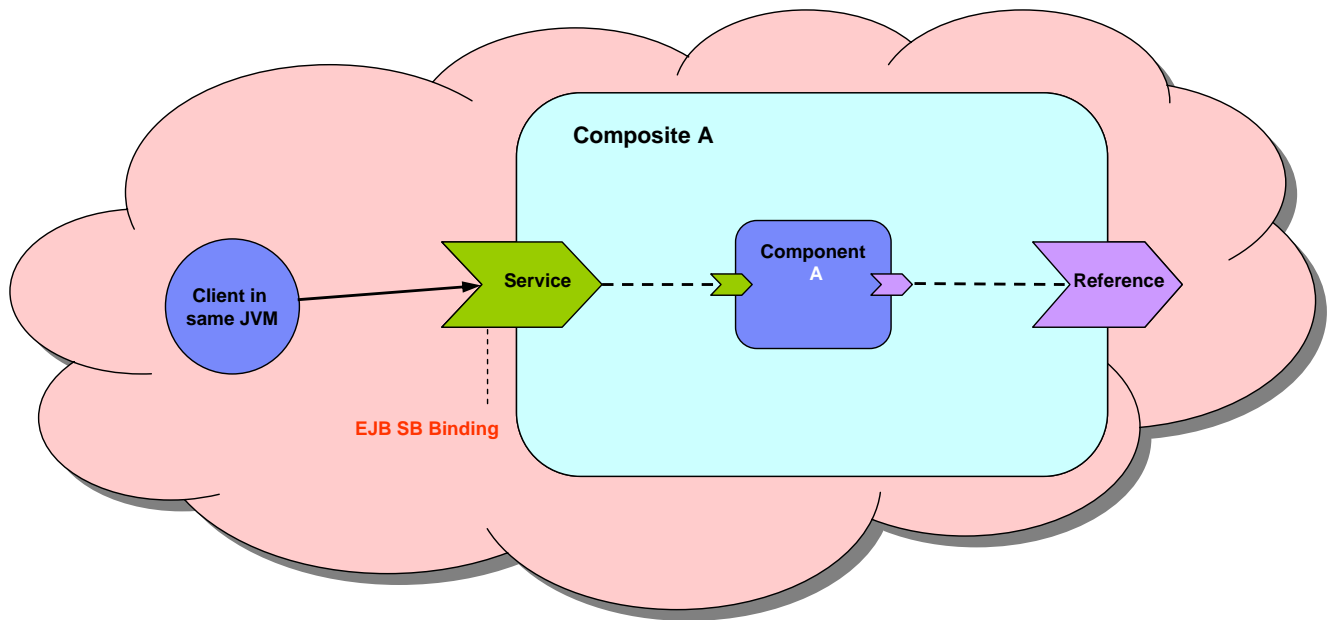 Composite A
Client in
same JVM
Service
Component
A
Reference
EJB SB Binding